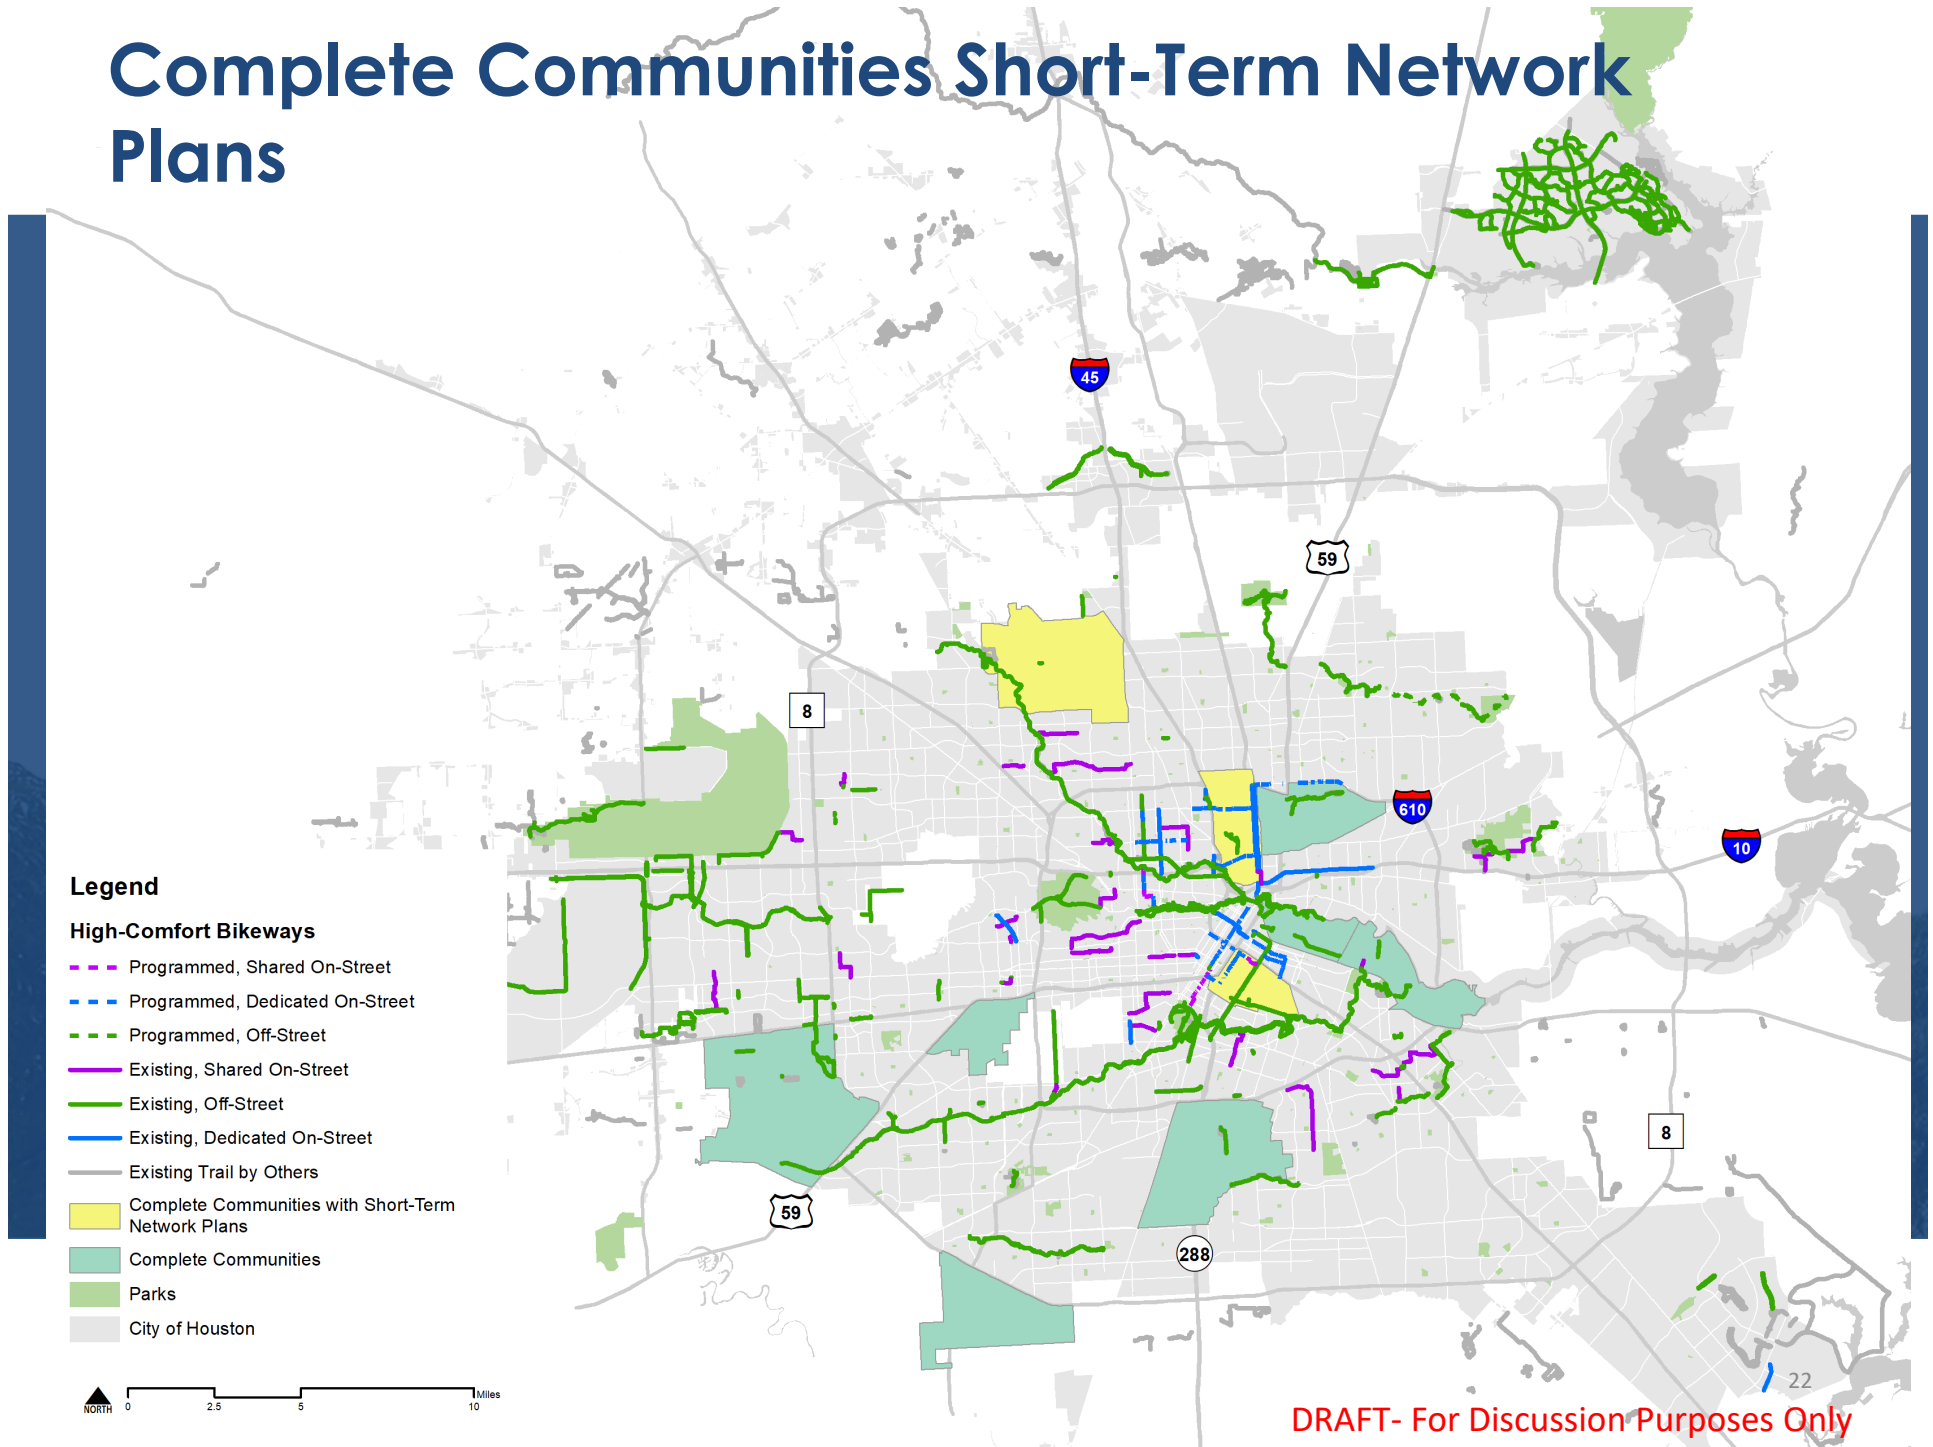 Complete Communities Short-Term Network
Plans
45
59
8
610
10
Legend
High-Comfort Bikeways
Programmed, Shared On-Street
Programmed, Dedicated On-Street
Programmed, Off-Street
Existing, Shared On-Street
Existing, Off-Street
Existing, Dedicated On-Street
Existing Trail by Others
Complete Communities with Short-Term
Network Plans
Complete Communities
Parks
City of Houston
8
59
288
NORTH
0 2.5 5 10
Miles
22
DRAFT- For Discussion Purposes Only